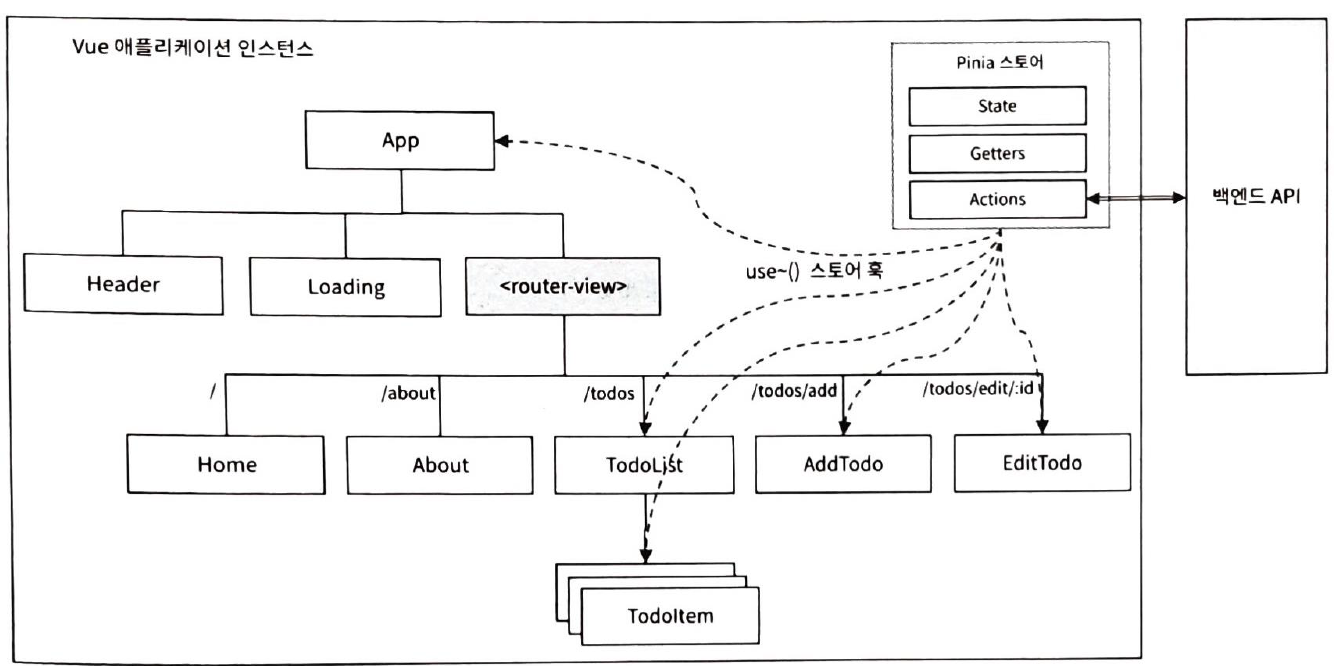 Vue 애플리케이션 인스턴스
Pinia 스토어
State
Getters
Actions
백엔드 API
App
use~() 스토어 훅
Header
Loading
<router-view>
/
/about
/todos
/todos/add
/todos/edit/:id
Home
About
TodoList
AddTodo
EditTodo
TodoItem